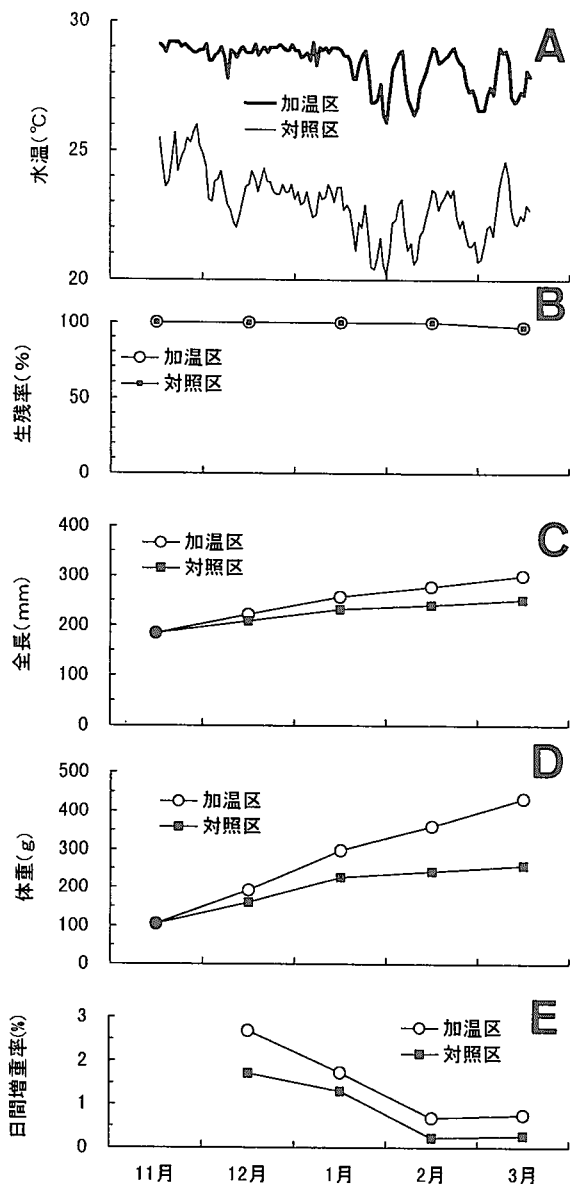 30
25
20
水温(℃)
加温区
対照区
A
100
50
0
生残率(%)
加温区
対照区
B
400
300
200
100
0
全長(mm)
加温区
対照区
C
500
400
300
200
100
0
体重(g)
加温区
対照区
D
3
2
1
0
日間増重率(%)
加温区
対照区
E
11月 12月 1月 2月 3月